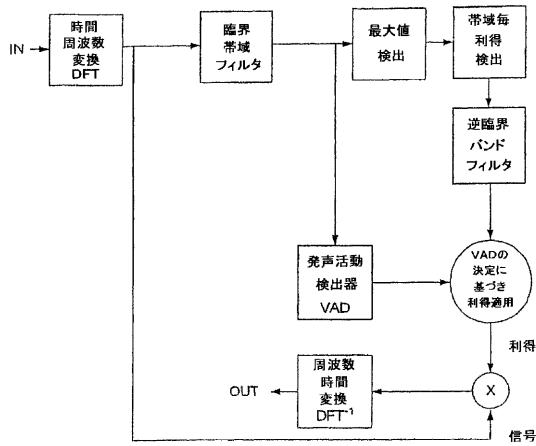 IN
時間
周波数
変換
DFT
臨界
帯域
フィルタ
最大値
検出
帯域毎
利得
検出
逆臨界
バンド
フィルタ
発声活動
検出器
VAD
VADの
決定に
基づき
利得適用
利得
X
周波数
時間
変換
DFT⁻¹
OUT
信号